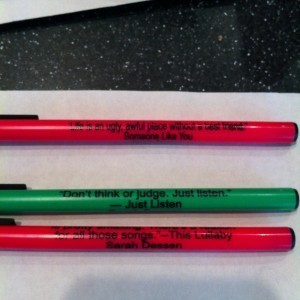 Life is an ugly, awful place without a best friend."
Someone Like You
"Don't think or judge. Just listen."
— Just Listen
for all those songs."—This Lullaby
Sarah Dessen